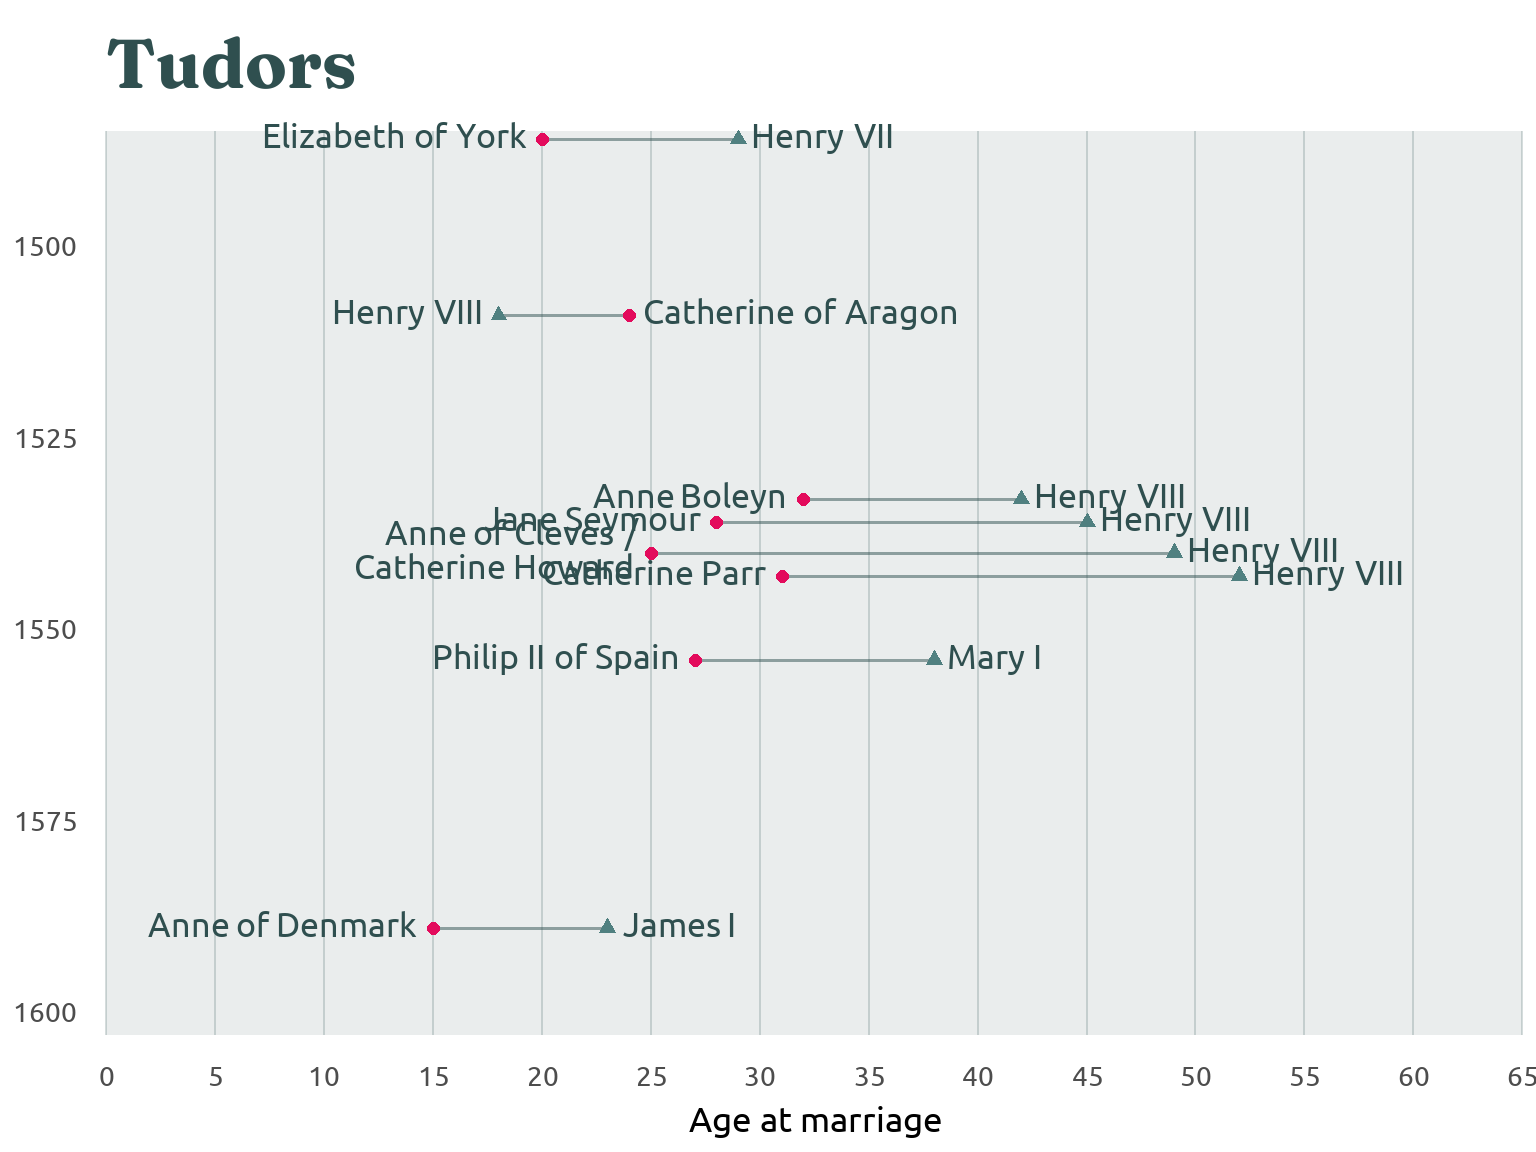 Tudors
Elizabeth of York
Henry VII
1500
Henry VIII
Catherine of Aragon
1525
Anne Boleyn
Henry VIII
Jane Seymour
Henry VIII
Anne of Cleves /
Catherine Howard
Henry VIII
Catherine Parr
Henry VIII
1550
Philip II of Spain
Mary I
1575
Anne of Denmark
James I
1600
0 5 10 15 20 25 30 35 40 45 50 55 60 65
Age at marriage